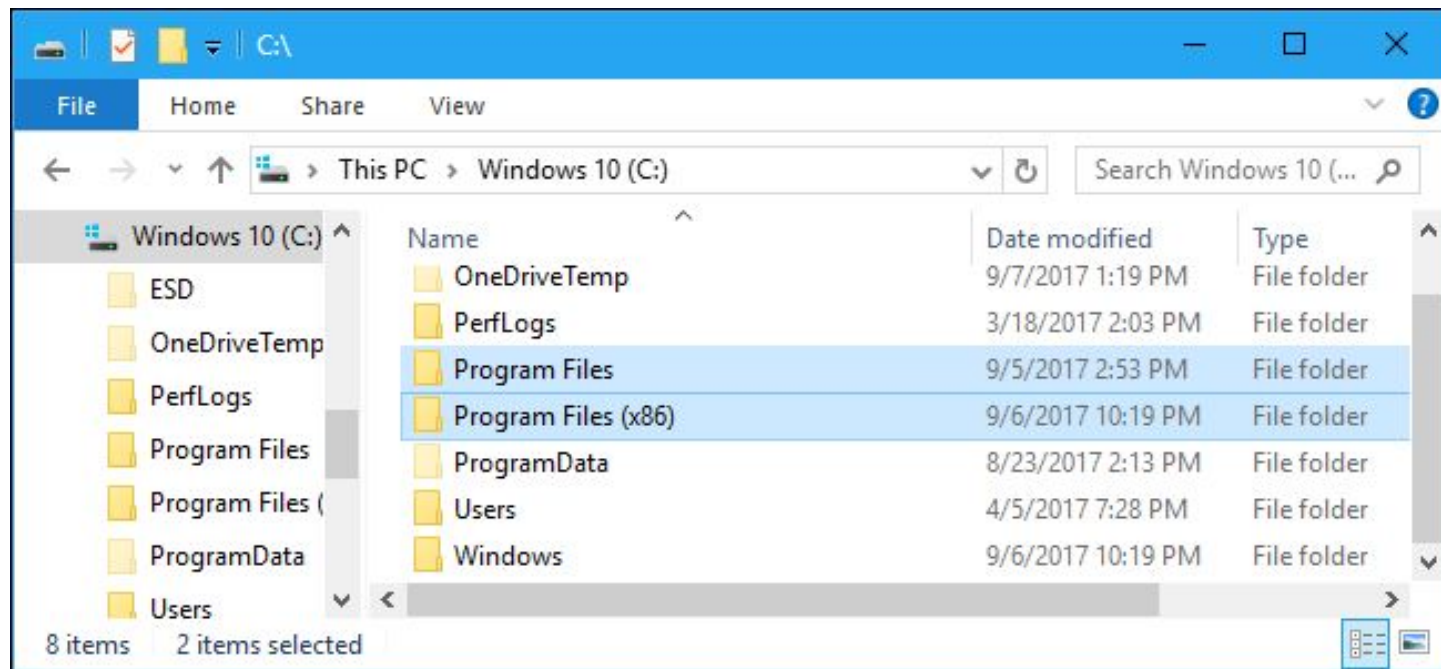 C:\
File Home Share View
This PC > Windows 10 (C:) Search Windows 10 (...
Windows 10 (C:)
ESD
OneDriveTemp
PerfLogs
Program Files
Program Files (
ProgramData
Users
Name Date modified Type
OneDriveTemp 9/7/2017 1:19 PM File folder
PerfLogs 3/18/2017 2:03 PM File folder
Program Files 9/5/2017 2:53 PM File folder
Program Files (x86) 9/6/2017 10:19 PM File folder
ProgramData 8/23/2017 2:13 PM File folder
Users 4/5/2017 7:28 PM File folder
Windows 9/6/2017 10:19 PM File folder
8 items 2 items selected